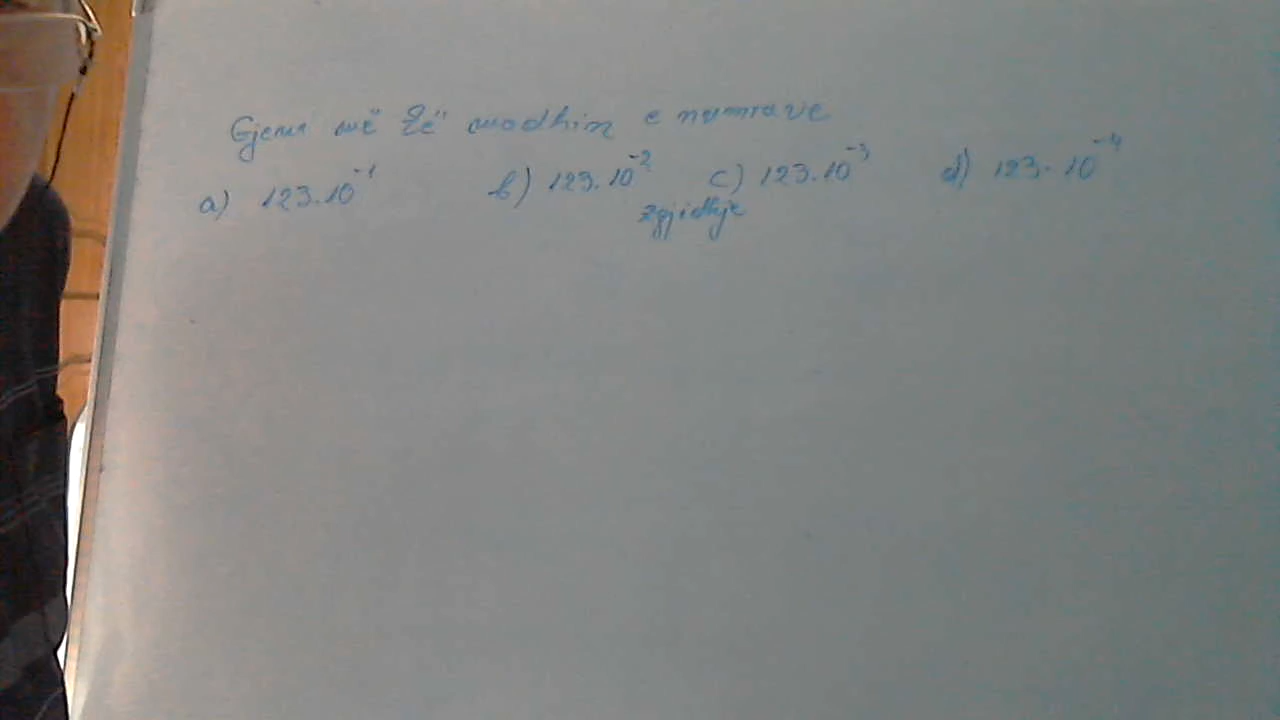 Gjeni më të madhin e numrave
a) 123.10⁻¹ b) 123.10⁻² c) 123.10⁻³ d) 123.10⁻⁴
zgjidhje